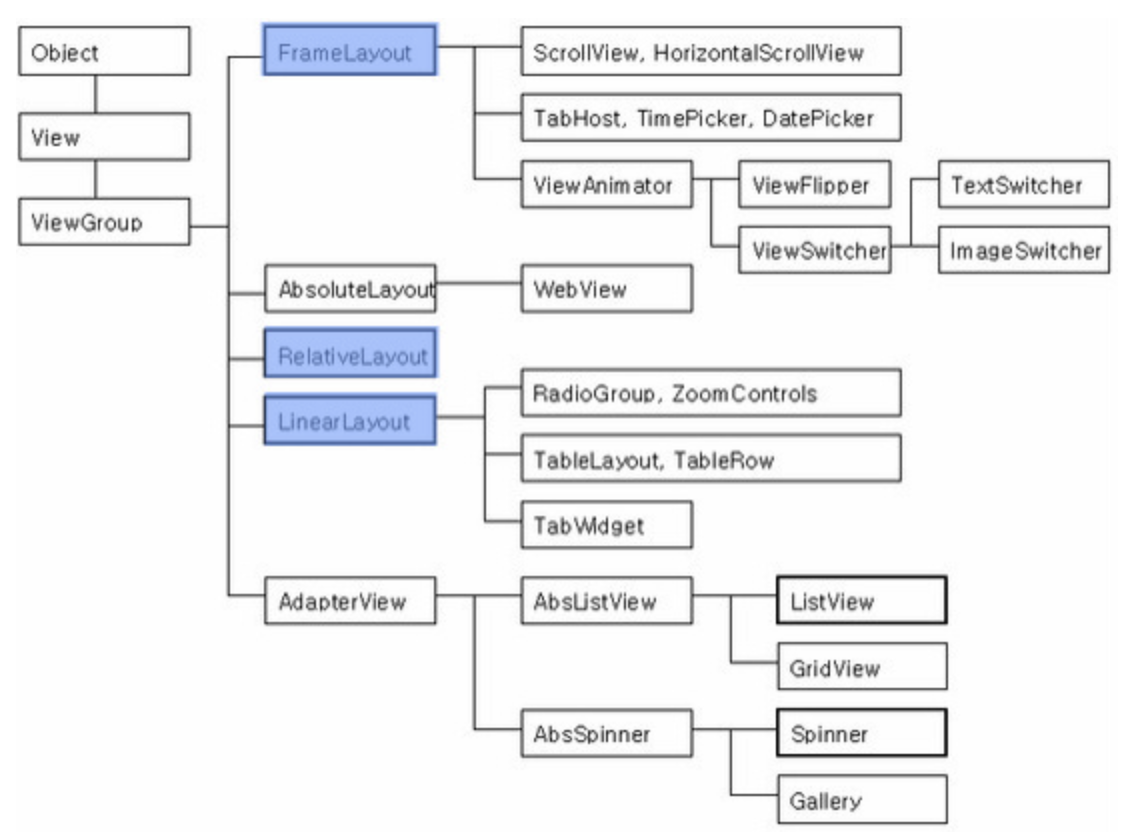 Object
View
ViewGroup
FrameLayout
ScrollView, HorizontalScrollView
TabHost, TimePicker, DatePicker
ViewAnimator
ViewFlipper
TextSwitcher
ViewSwitcher
ImageSwitcher
AbsoluteLayout
WebView
RelativeLayout
LinearLayout
RadioGroup, ZoomControls
TableLayout, TableRow
TabWidget
AdapterView
AbsListView
ListView
GridView
AbsSpinner
Spinner
Gallery